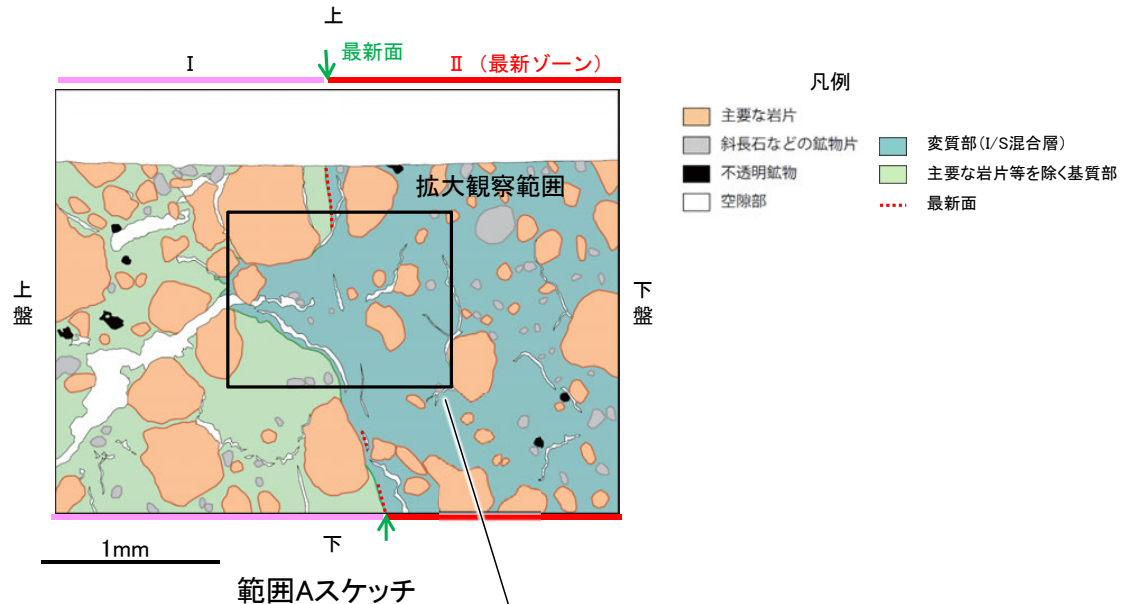 上
最新面
Ⅰ
Ⅱ (最新ゾーン)
凡例
主要な岩片
斜長石などの鉱物片
不透明鉱物
空隙部
変質部(I/S混合層)
主要な岩片等を除く基質部
最新面
拡大観察範囲
上盤
下盤
下
1mm
範囲Aスケッチ